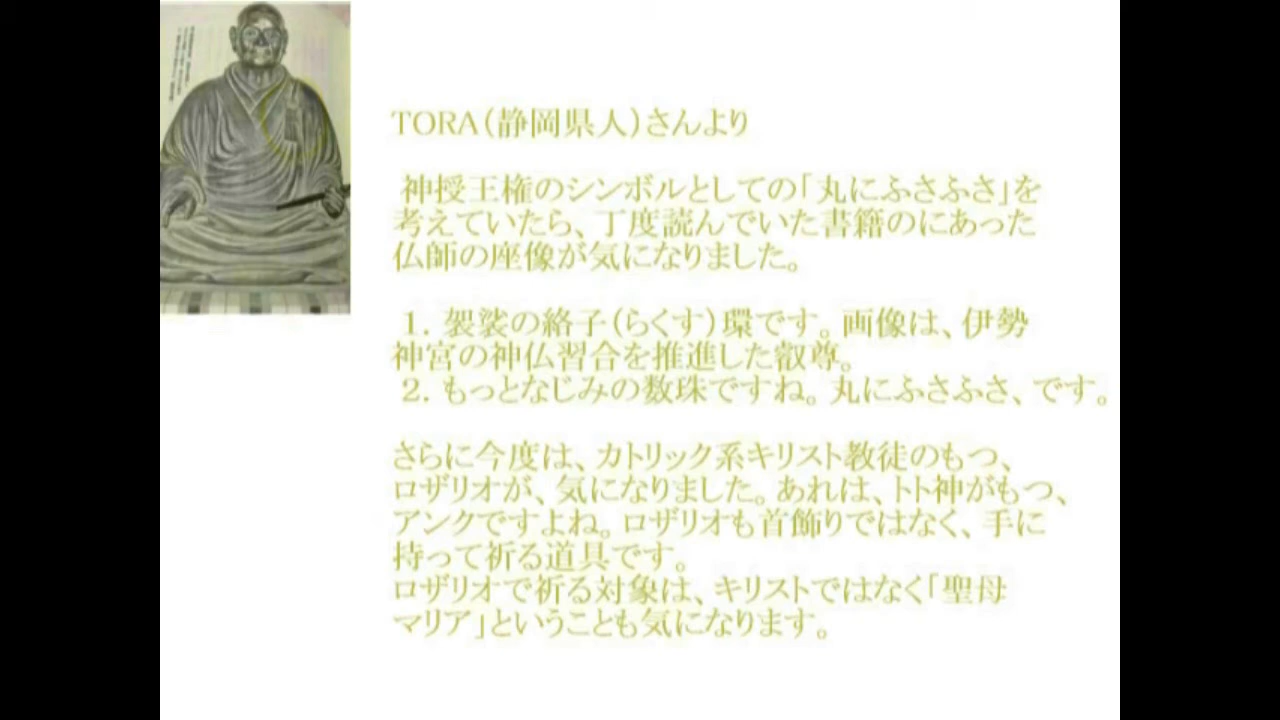 TORA(静岡県人)さんより
神授王権のシンボルとしての「丸にふさふさ」を
考えていたら、丁度読んでいた書籍のにあった
仏師の座像が気になりました。
1. 袈裟の絡子(らくす)環です。画像は、伊勢
神宮の神仏習合を推進した叡尊。
2. もっとなじみの数珠ですね。丸にふさふさ、です。
さらに今度は、カトリック系キリスト教徒のもつ、
ロザリオが、気になりました。あれは、トト神がもつ、
アンクですよね。ロザリオも首飾りではなく、手に
持って祈る道具です。
ロザリオで祈る対象は、キリストではなく「聖母
マリア」ということも気になります。